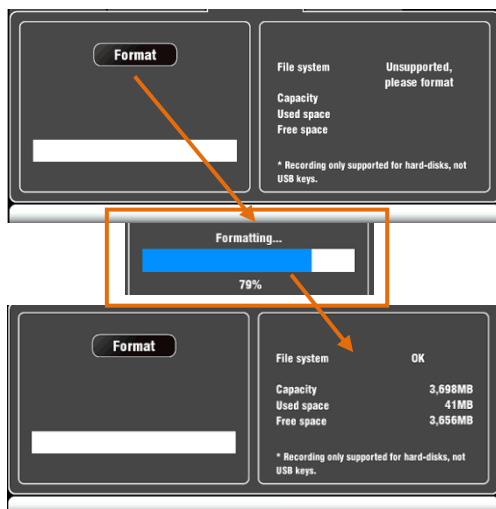 Format
File system Unsupported,
please format
Capacity
Used space
Free space
* Recording only supported for hard-disks, not
USB keys.
Formatting...
79%
Format
File system OK
Capacity 3,698MB
Used space 41MB
Free space 3,656MB
* Recording only supported for hard-disks, not
USB keys.